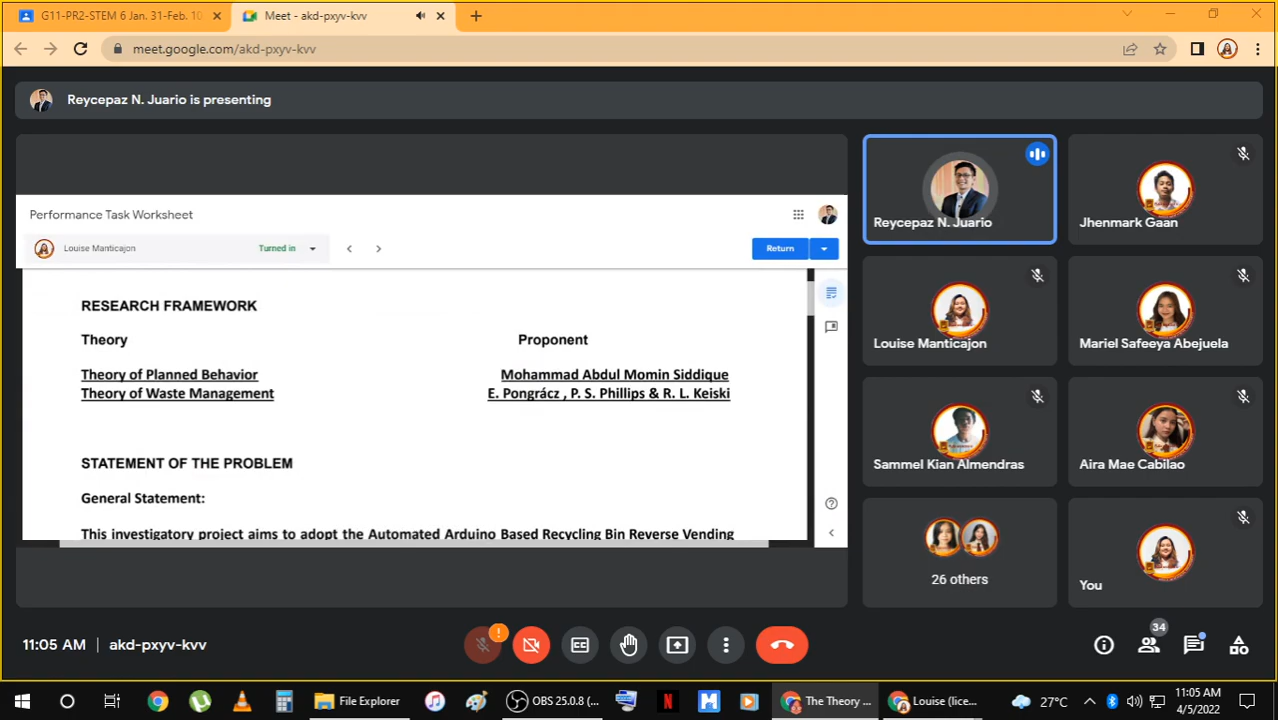 G11-PR2-STEM 6 Jan. 31-Feb. 10
Meet - akd-pxyv-kvv
meet.google.com/akd-pxyv-kvv
Reycepaz N. Juario is presenting
Performance Task Worksheet
Louise Manticajon
Turned in
Return
RESEARCH FRAMEWORK
Theory Proponent
Theory of Planned Behavior Mohammad Abdul Momin Siddique
Theory of Waste Management E. Pongrácz , P. S. Phillips & R. L. Keiski
STATEMENT OF THE PROBLEM
General Statement:
This investigatory project aims to adopt the Automated Arduino Based Recycling Bin Reverse Vending
Reycepaz N. Juario
Jhenmark Gaan
Louise Manticajon
Mariel Safeeya Abejuela
Sammel Kian Almendras
Aira Mae Cabilao
26 others
You
11:05 AM | akd-pxyv-kvv
34
File Explorer
OBS 25.0.8 (...
The Theory ...
Louise (lice...
27°C
11:05 AM
4/5/2022